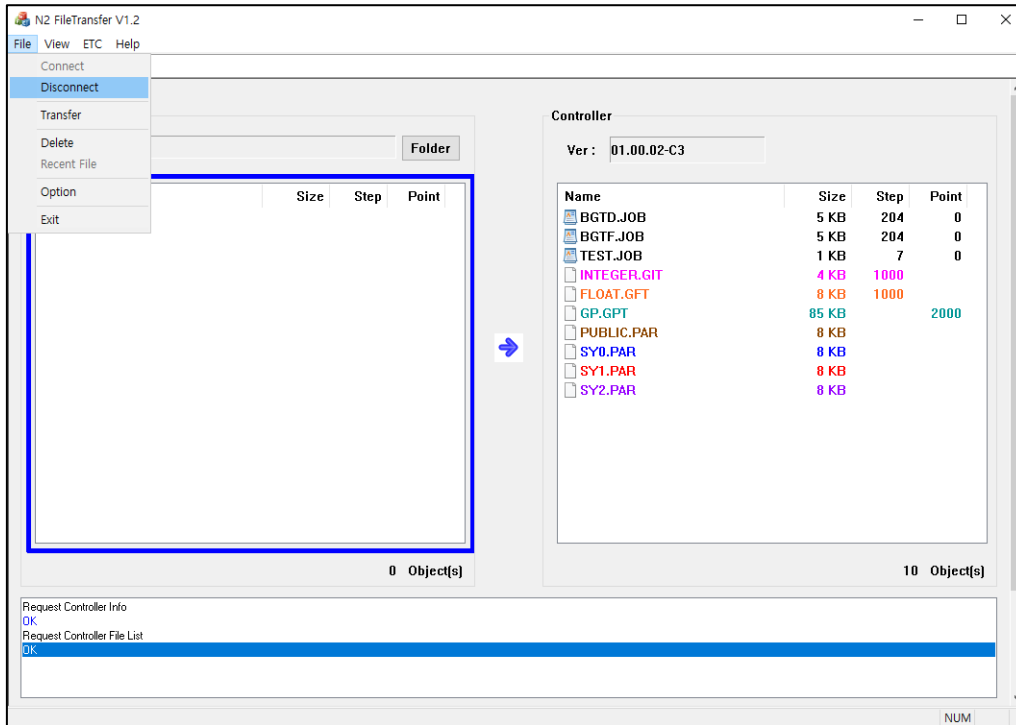 N2 FileTransfer V1.2
File View ETC Help
Connect
Disconnect
Transfer
Delete
Recent File
Option
Exit
Folder
Size Step Point
0 Object(s)
Controller
Ver : 01.00.02-C3
Name Size Step Point
BGTD.JOB 5 KB 204 0
BGTF.JOB 5 KB 204 0
TEST.JOB 1 KB 7 0
INTEGER.GIT 4 KB 1000
FLOAT.GFT 8 KB 1000
GP.GPT 85 KB 2000
PUBLIC.PAR 8 KB
SY0.PAR 8 KB
SY1.PAR 8 KB
SY2.PAR 8 KB
10 Object(s)
Request Controller Info
OK
Request Controller File List
OK
NUM